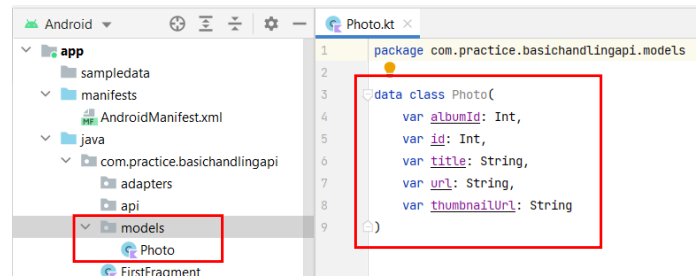 Android
Photo.kt
app
sampledata
manifests
AndroidManifest.xml
java
com.practice.basichandlingapi
adapters
api
models
Photo
FirstFragment
1 package com.practice.basichandlingapi.models
2
3 data class Photo(
4 var albumId: Int,
5 var id: Int,
6 var title: String,
7 var url: String,
8 var thumbnailUrl: String
9 )